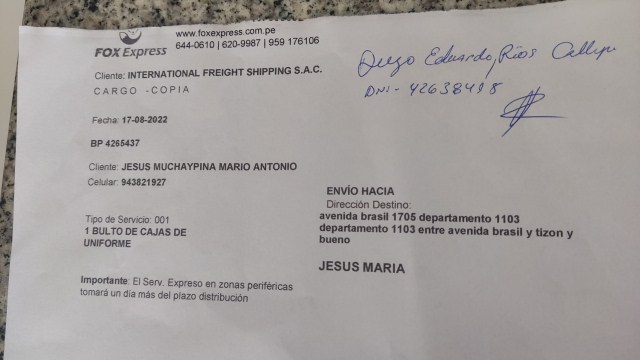 FOX Express
www.foxexpress.com.pe
644-0610 | 620-9987 | 959 176106
Cliente: INTERNATIONAL FREIGHT SHIPPING S.A.C.
CARGO -COPIA
Diego Eduardo Rios
DNI- 42638498
Fecha: 17-08-2022
BP 4265437
Cliente: JESUS MUCHAYPINA MARIO ANTONIO
Celular: 943821927
Tipo de Servicio: 001
1 BULTO DE CAJAS DE
UNIFORME
ENVÍO HACIA
Dirección Destino:
avenida brasil 1705 departamento 1103
departamento 1103 entre avenida brasil y tizon y
bueno
JESUS MARIA
Importante: El Serv. Expreso en zonas periféricas
tomará un día más del plazo distribución